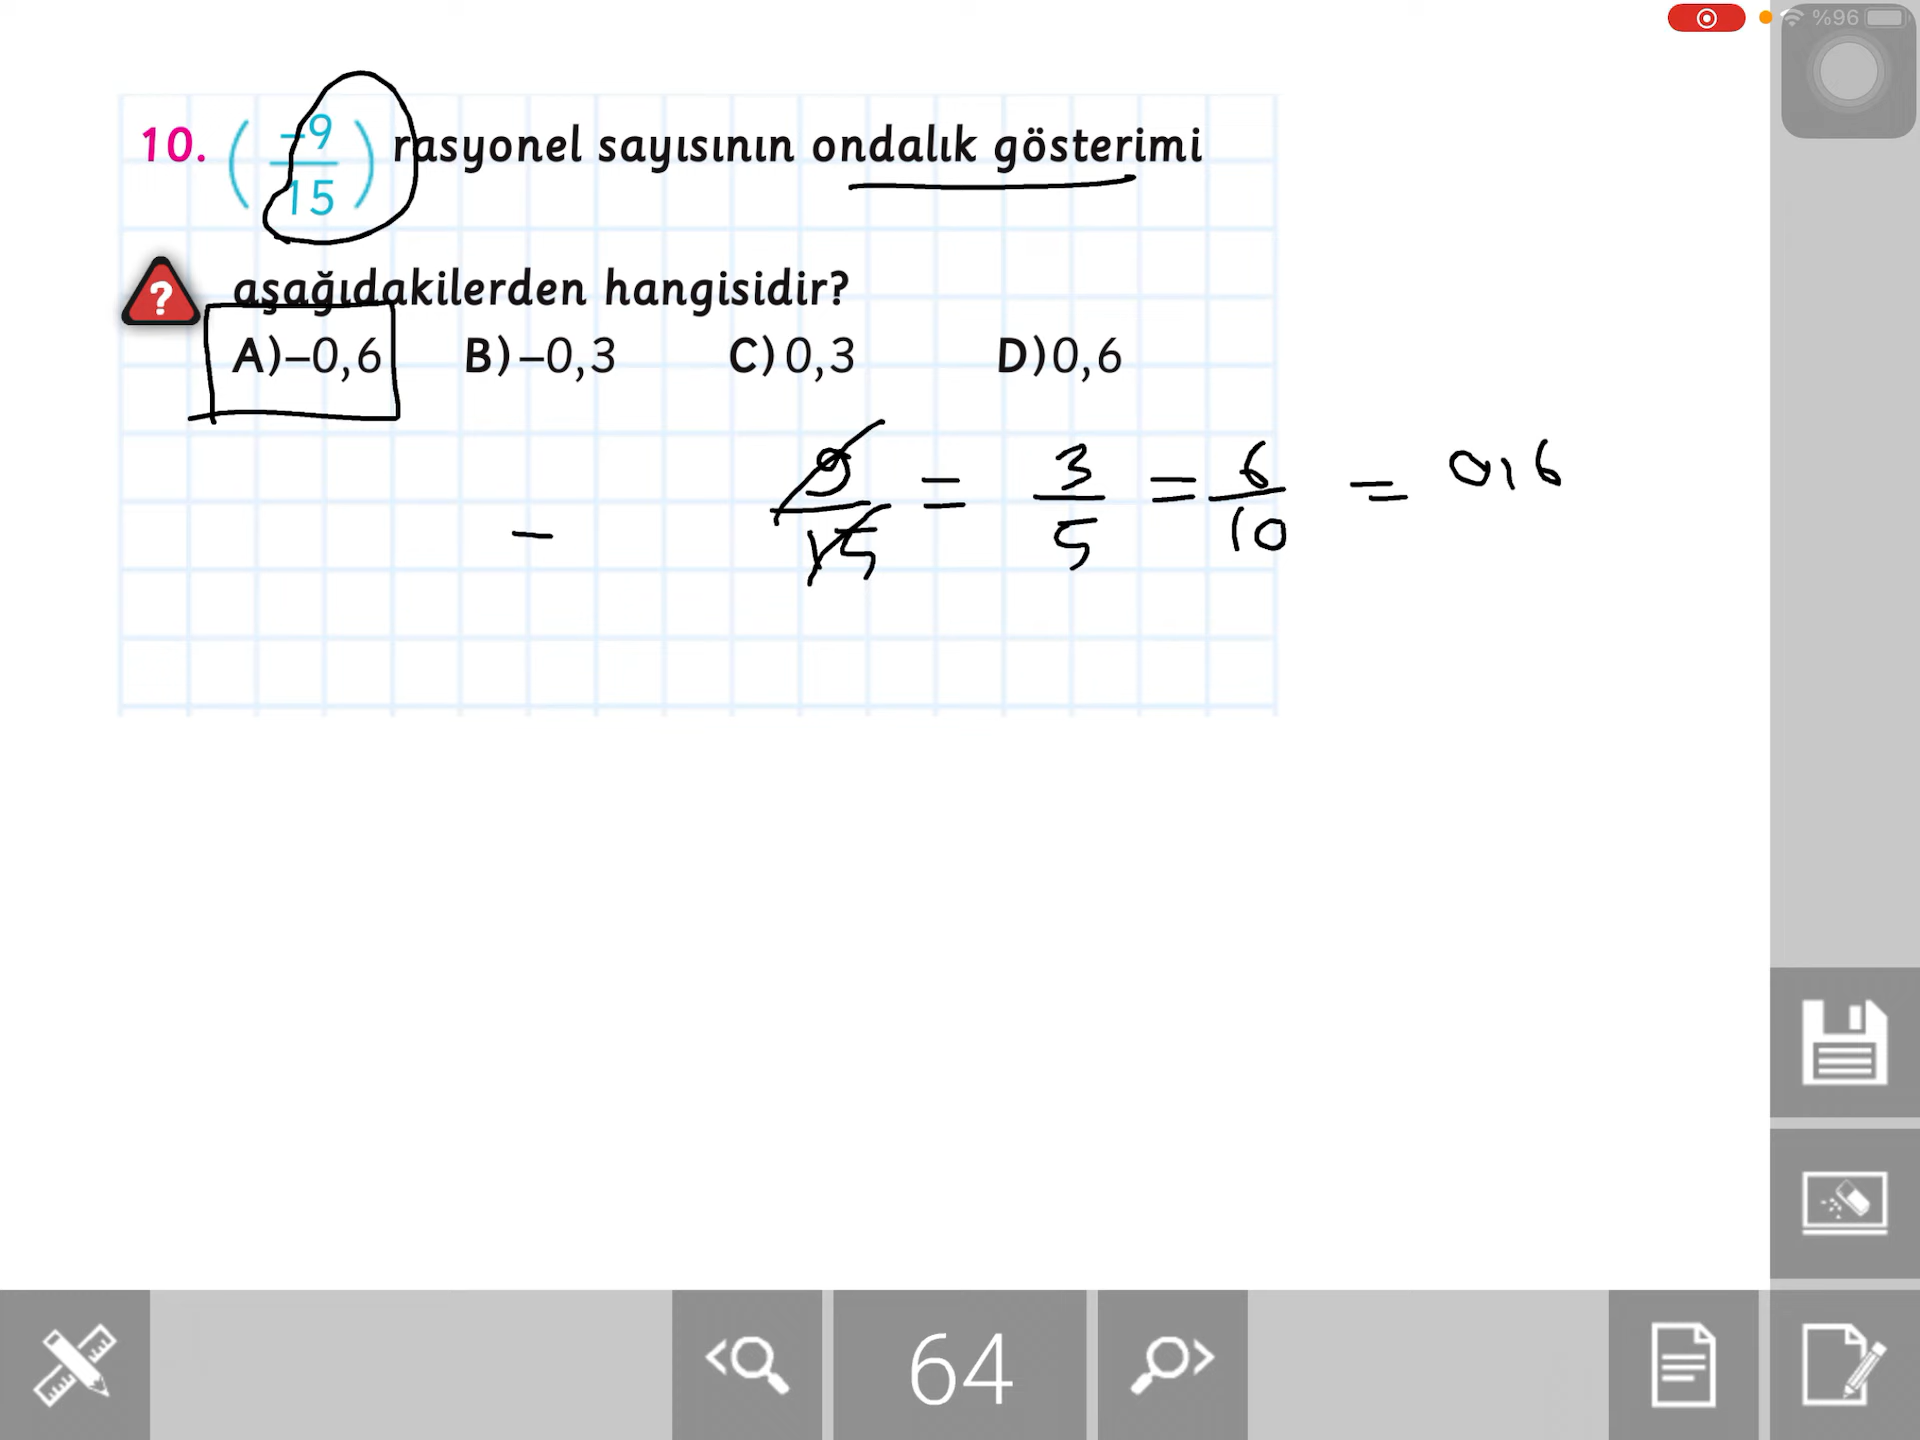 %96
10. (-9/15) rasyonel sayısının ondalık gösterimi
? aşağıdakilerden hangisidir?
A) –0,6 B) –0,3 C) 0,3 D) 0,6
- 9/15 = 3/5 = 6/10 = 0,6
64